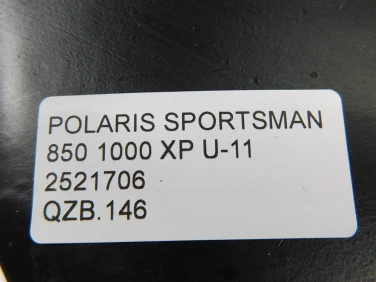 POLARIS SPORTSMAN
850 1000 XP U-11
2521706
QZB.146